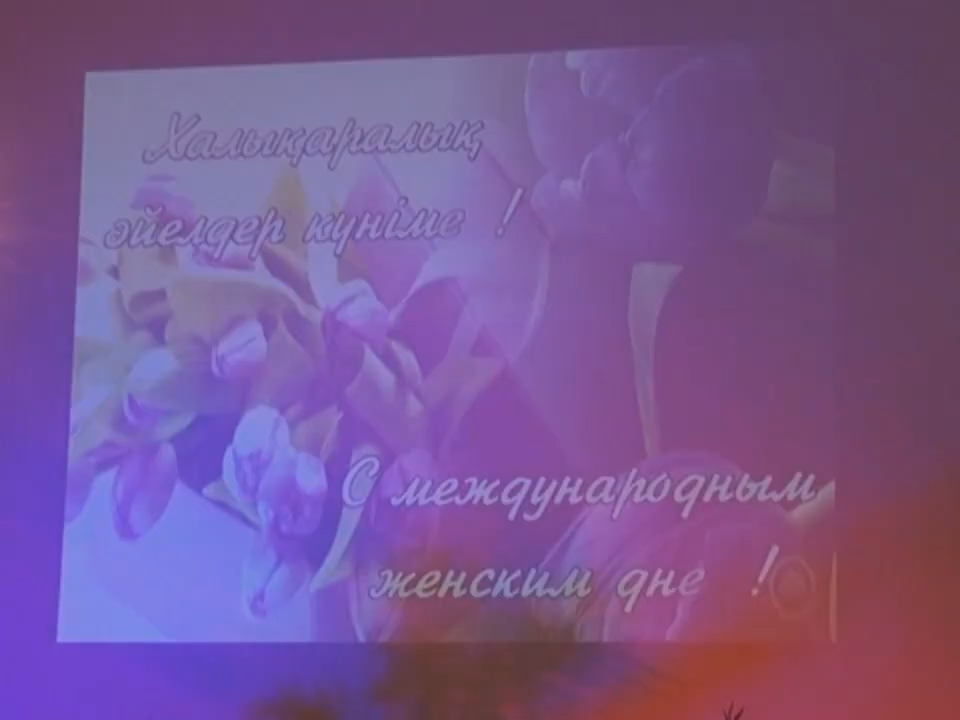 Халықаралық
әйелдер күніме !
С международным
женским дне !